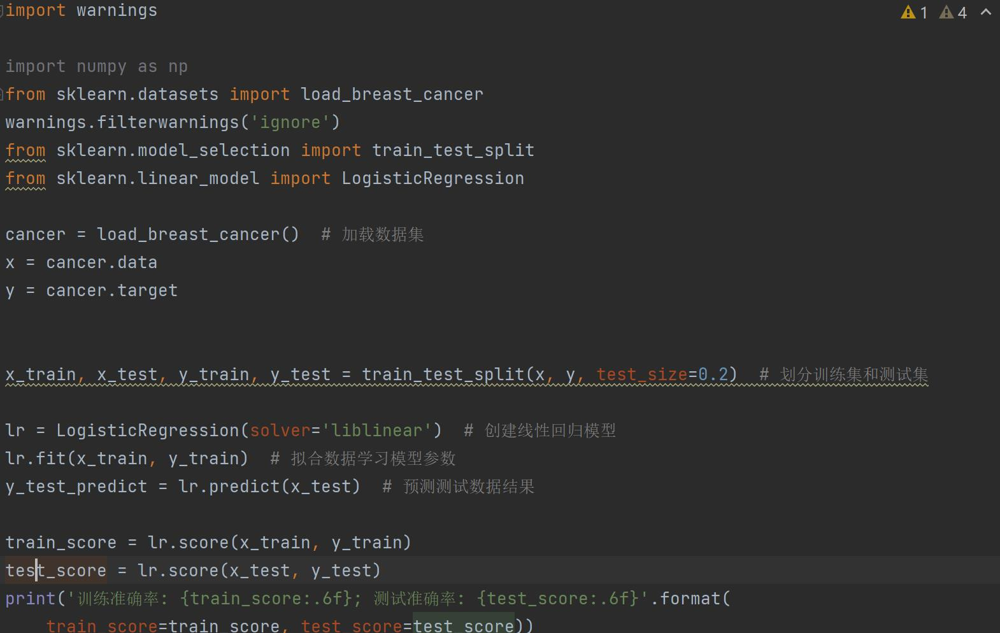 import warnings
1 4
import numpy as np
from sklearn.datasets import load_breast_cancer
warnings.filterwarnings('ignore')
from sklearn.model_selection import train_test_split
from sklearn.linear_model import LogisticRegression
cancer = load_breast_cancer()  # 加载数据集
x = cancer.data
y = cancer.target
x_train, x_test, y_train, y_test = train_test_split(x, y, test_size=0.2)  # 划分训练集和测试集
lr = LogisticRegression(solver='liblinear')  # 创建线性回归模型
lr.fit(x_train, y_train)  # 拟合数据学习模型参数
y_test_predict = lr.predict(x_test)  # 预测测试数据结果
train_score = lr.score(x_train, y_train)
test_score = lr.score(x_test, y_test)
print('训练准确率: {train_score:.6f}; 测试准确率: {test_score:.6f}'.format(
    train_score=train_score, test_score=test_score))